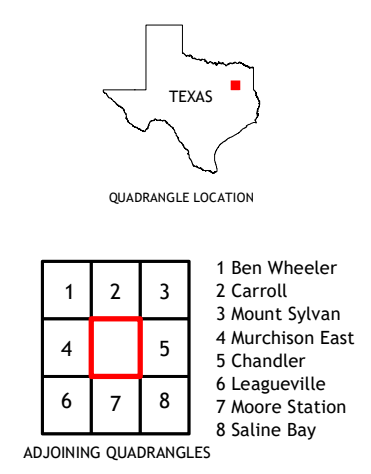 TEXAS
QUADRANGLE LOCATION
1 2 3
4 5
6 7 8
1 Ben Wheeler
2 Carroll
3 Mount Sylvan
4 Murchison East
5 Chandler
6 Leagueville
7 Moore Station
8 Saline Bay
ADJOINING QUADRANGLES